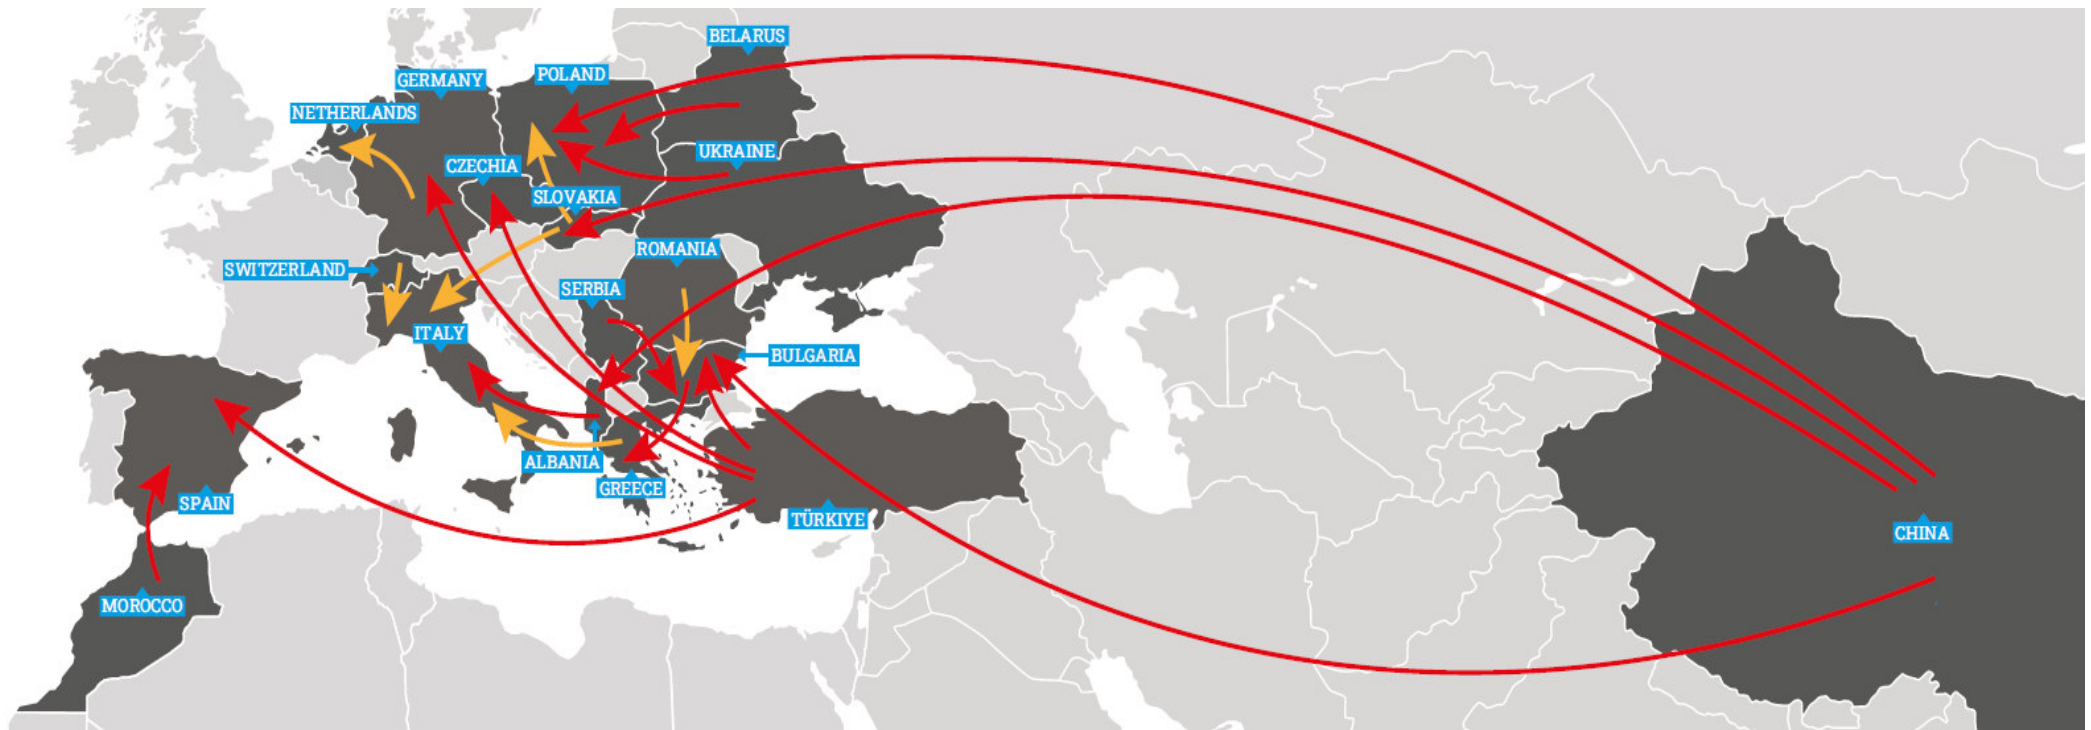 BELARUS
GERMANY
POLAND
NETHERLANDS
UKRAINE
CZECHIA
SLOVAKIA
ROMANIA
SWITZERLAND
SERBIA
ITALY
BULGARIA
ALBANIA
GREECE
SPAIN
TÜRKIYE
CHINA
MOROCCO